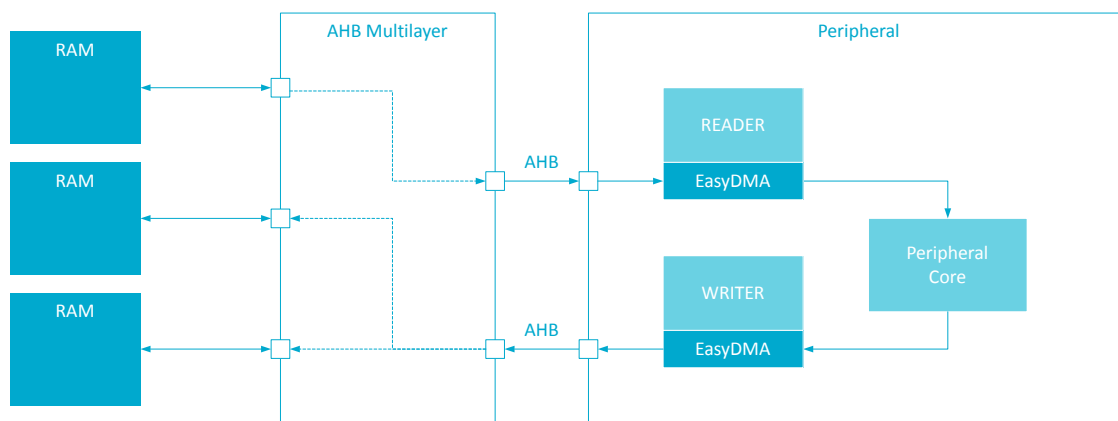 AHB Multilayer
Peripheral
RAM
READER
AHB
EasyDMA
RAM
Peripheral
Core
WRITER
RAM
AHB
EasyDMA